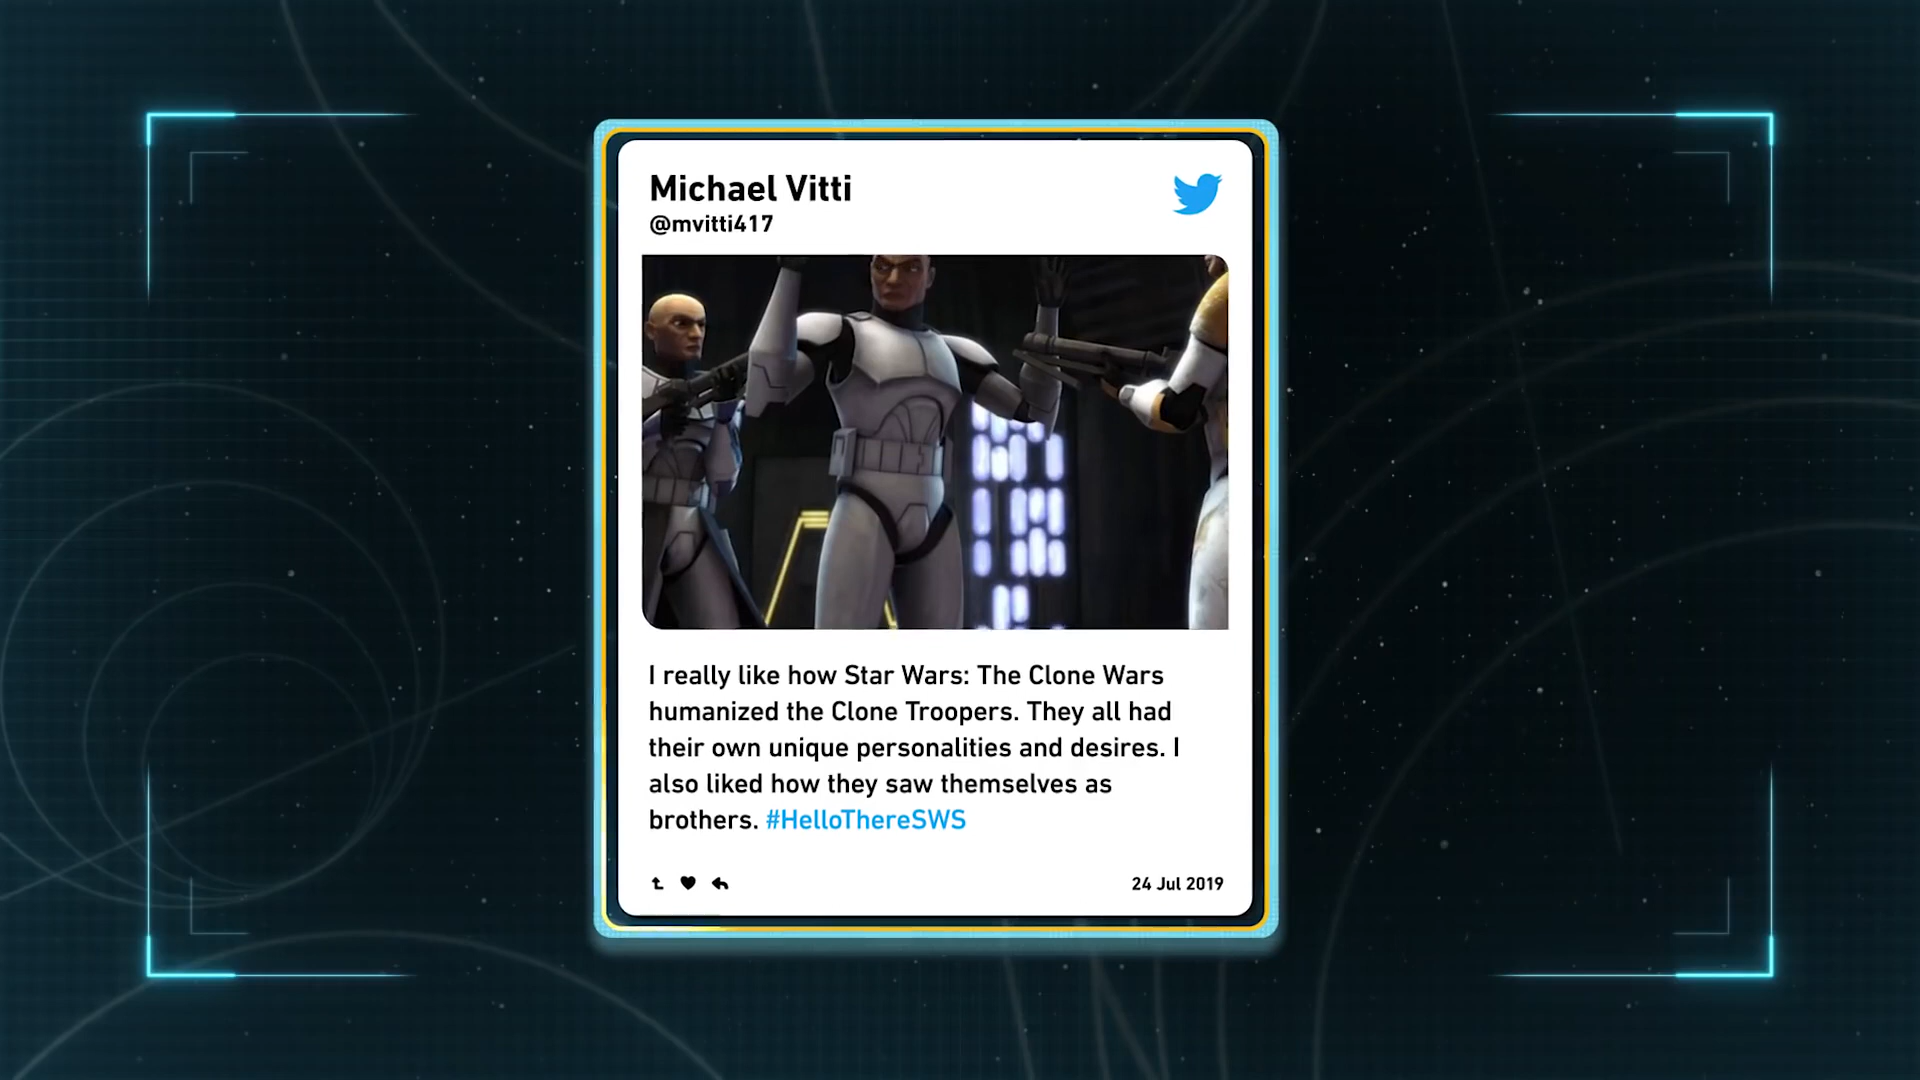 Michael Vitti
@mvitti417
I really like how Star Wars: The Clone Wars
humanized the Clone Troopers. They all had
their own unique personalities and desires. I
also liked how they saw themselves as
brothers. #HelloThereSWS
24 Jul 2019